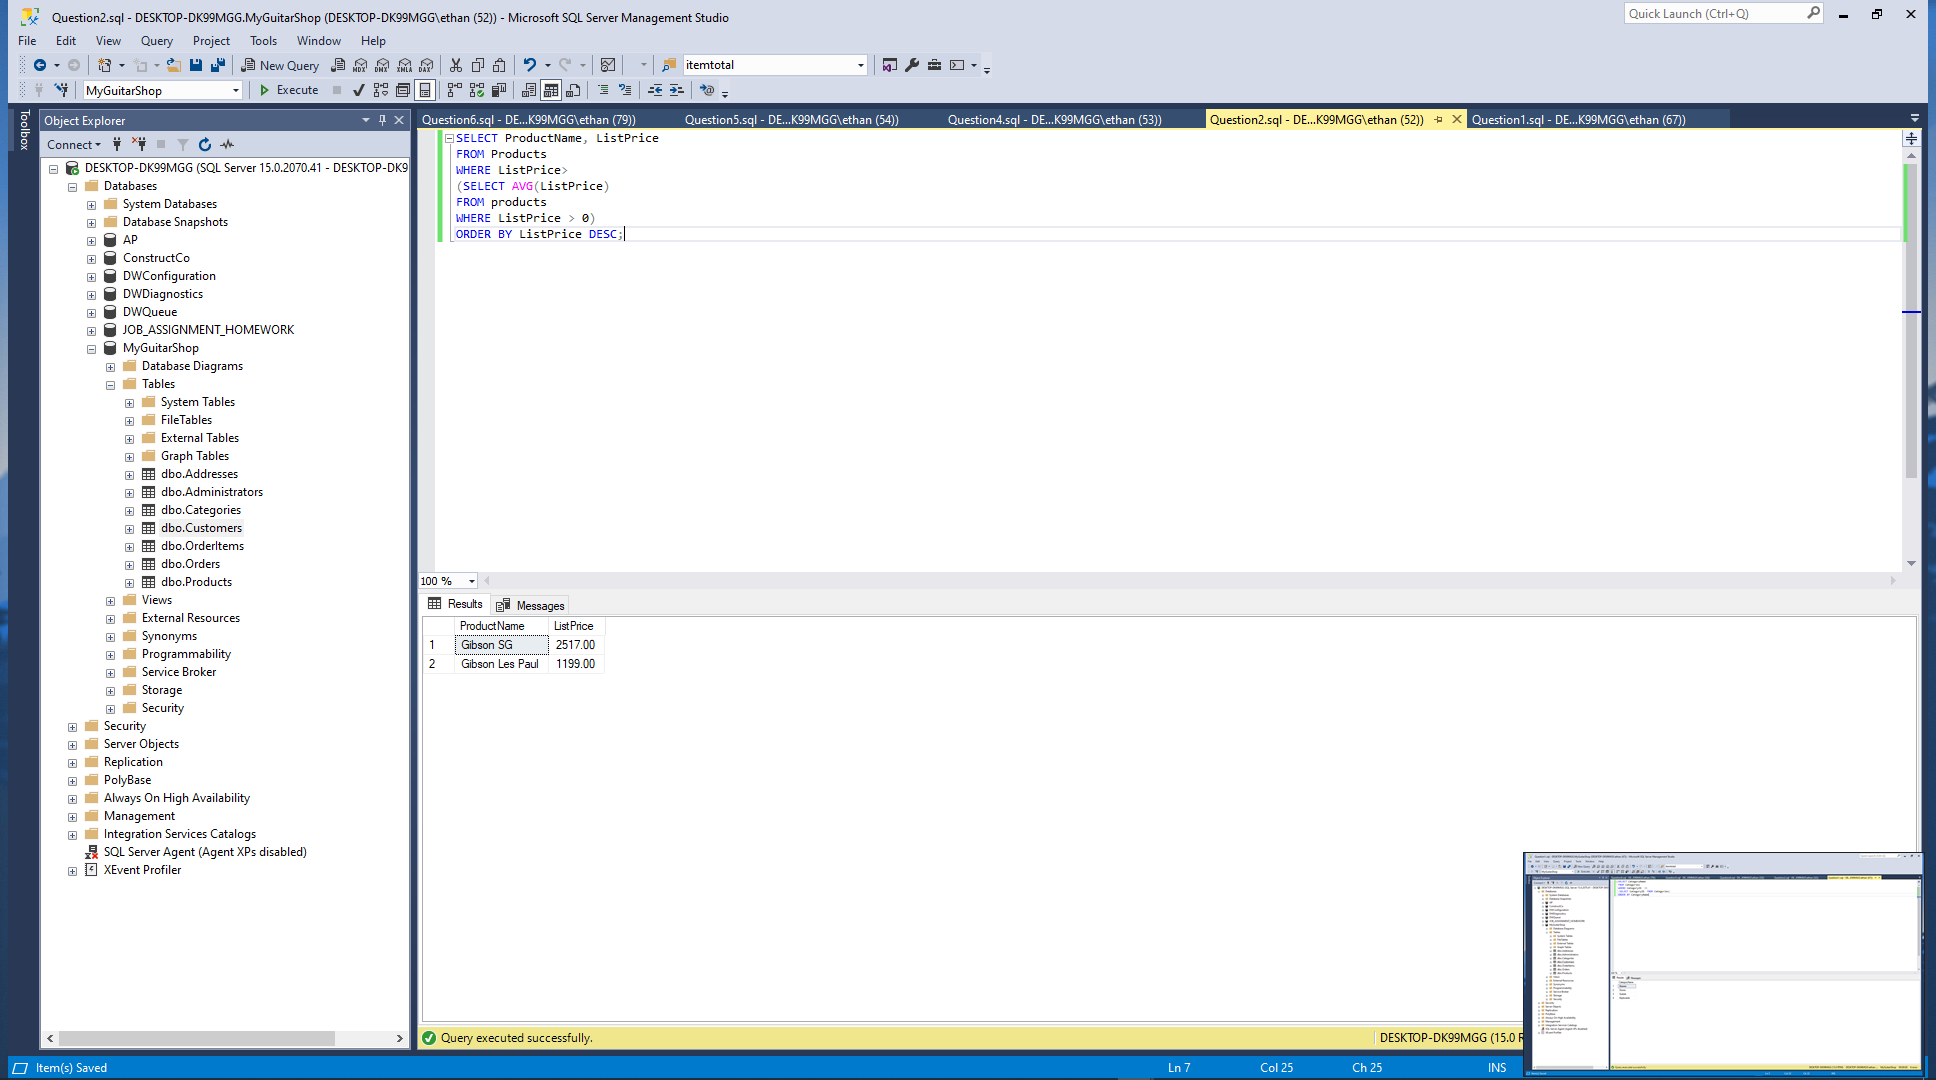 Question2.sql - DESKTOP-DK99MGG.MyGuitarShop (DESKTOP-DK99MGG\ethan (52)) - Microsoft SQL Server Management Studio
Quick Launch (Ctrl+Q)
File Edit View Query Project Tools Window Help
New Query
MDX DMX XMLA DAX
itemtotal
MyGuitarShop
Execute
Toolbox
Object Explorer
Connect
DESKTOP-DK99MGG (SQL Server 15.0.2070.41 - DESKTOP-DK9
Databases
System Databases
Database Snapshots
AP
ConstructCo
DWConfiguration
DWDiagnostics
DWQueue
JOB_ASSIGNMENT_HOMEWORK
MyGuitarShop
Database Diagrams
Tables
System Tables
FileTables
External Tables
Graph Tables
dbo.Addresses
dbo.Administrators
dbo.Categories
dbo.Customers
dbo.OrderItems
dbo.Orders
dbo.Products
Views
External Resources
Synonyms
Programmability
Service Broker
Storage
Security
Security
Server Objects
Replication
PolyBase
Always On High Availability
Management
Integration Services Catalogs
SQL Server Agent (Agent XPs disabled)
XEvent Profiler
Question6.sql - DE...K99MGG\ethan (79))
Question5.sql - DE...K99MGG\ethan (54))
Question4.sql - DE...K99MGG\ethan (53))
Question2.sql - DE...K99MGG\ethan (52))
Question1.sql - DE...K99MGG\ethan (67))
SELECT ProductName, ListPrice
FROM Products
WHERE ListPrice>
(SELECT AVG(ListPrice)
FROM products
WHERE ListPrice > 0)
ORDER BY ListPrice DESC;
100 %
Results Messages
ProductName ListPrice
1 Gibson SG 2517.00
2 Gibson Les Paul 1199.00
Query executed successfully.
DESKTOP-DK99MGG (15.0 R
Item(s) Saved
Ln 7
Col 25
Ch 25
INS